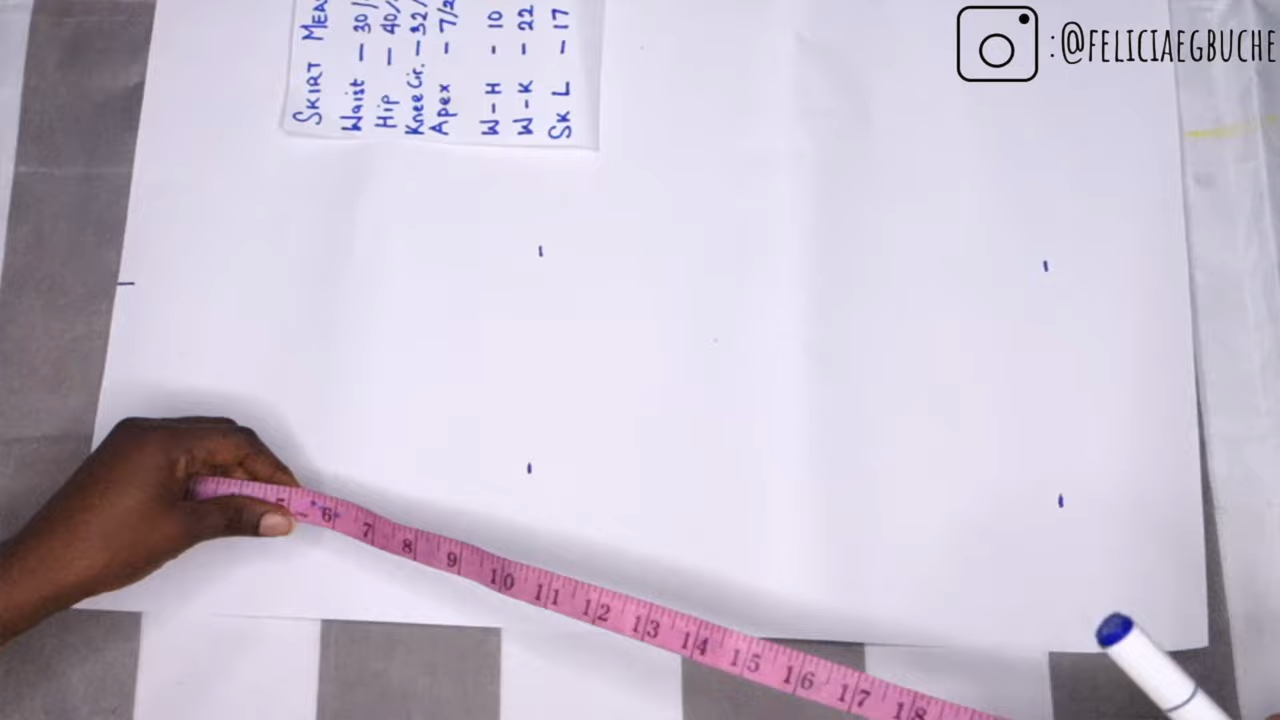 :@FELICIAEGBUCHE
SKIRT
Waist – 30/
Hip – 40/
Knee Cir. – 32/
Apex – 7/2
W - H - 10
W - K - 22
SK L - 17
6 7 8 9 10 11 12 13 14 15 16 17 18